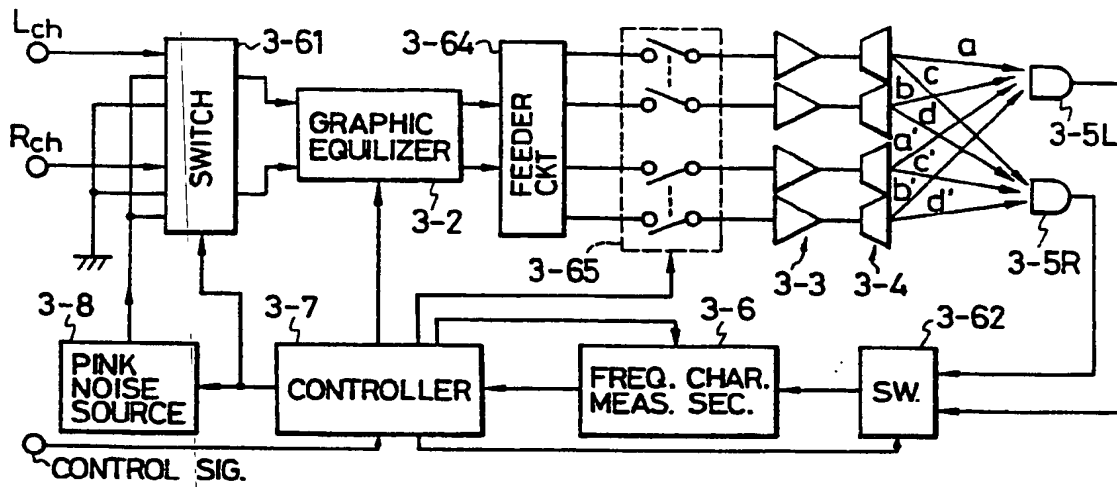 Lch
3-61
3-64
a
c
b
d
a'
c'
b'
d'
3-5L
Rch
SWITCH
GRAPHIC
EQUILIZER
3-2
FEEDER
CKT
3-65
3-3
3-4
3-5R
3-8
3-7
3-6
3-62
PINK
NOISE
SOURCE
CONTROLLER
FREQ. CHAR.
MEAS. SEC.
SW.
CONTROL SIG.